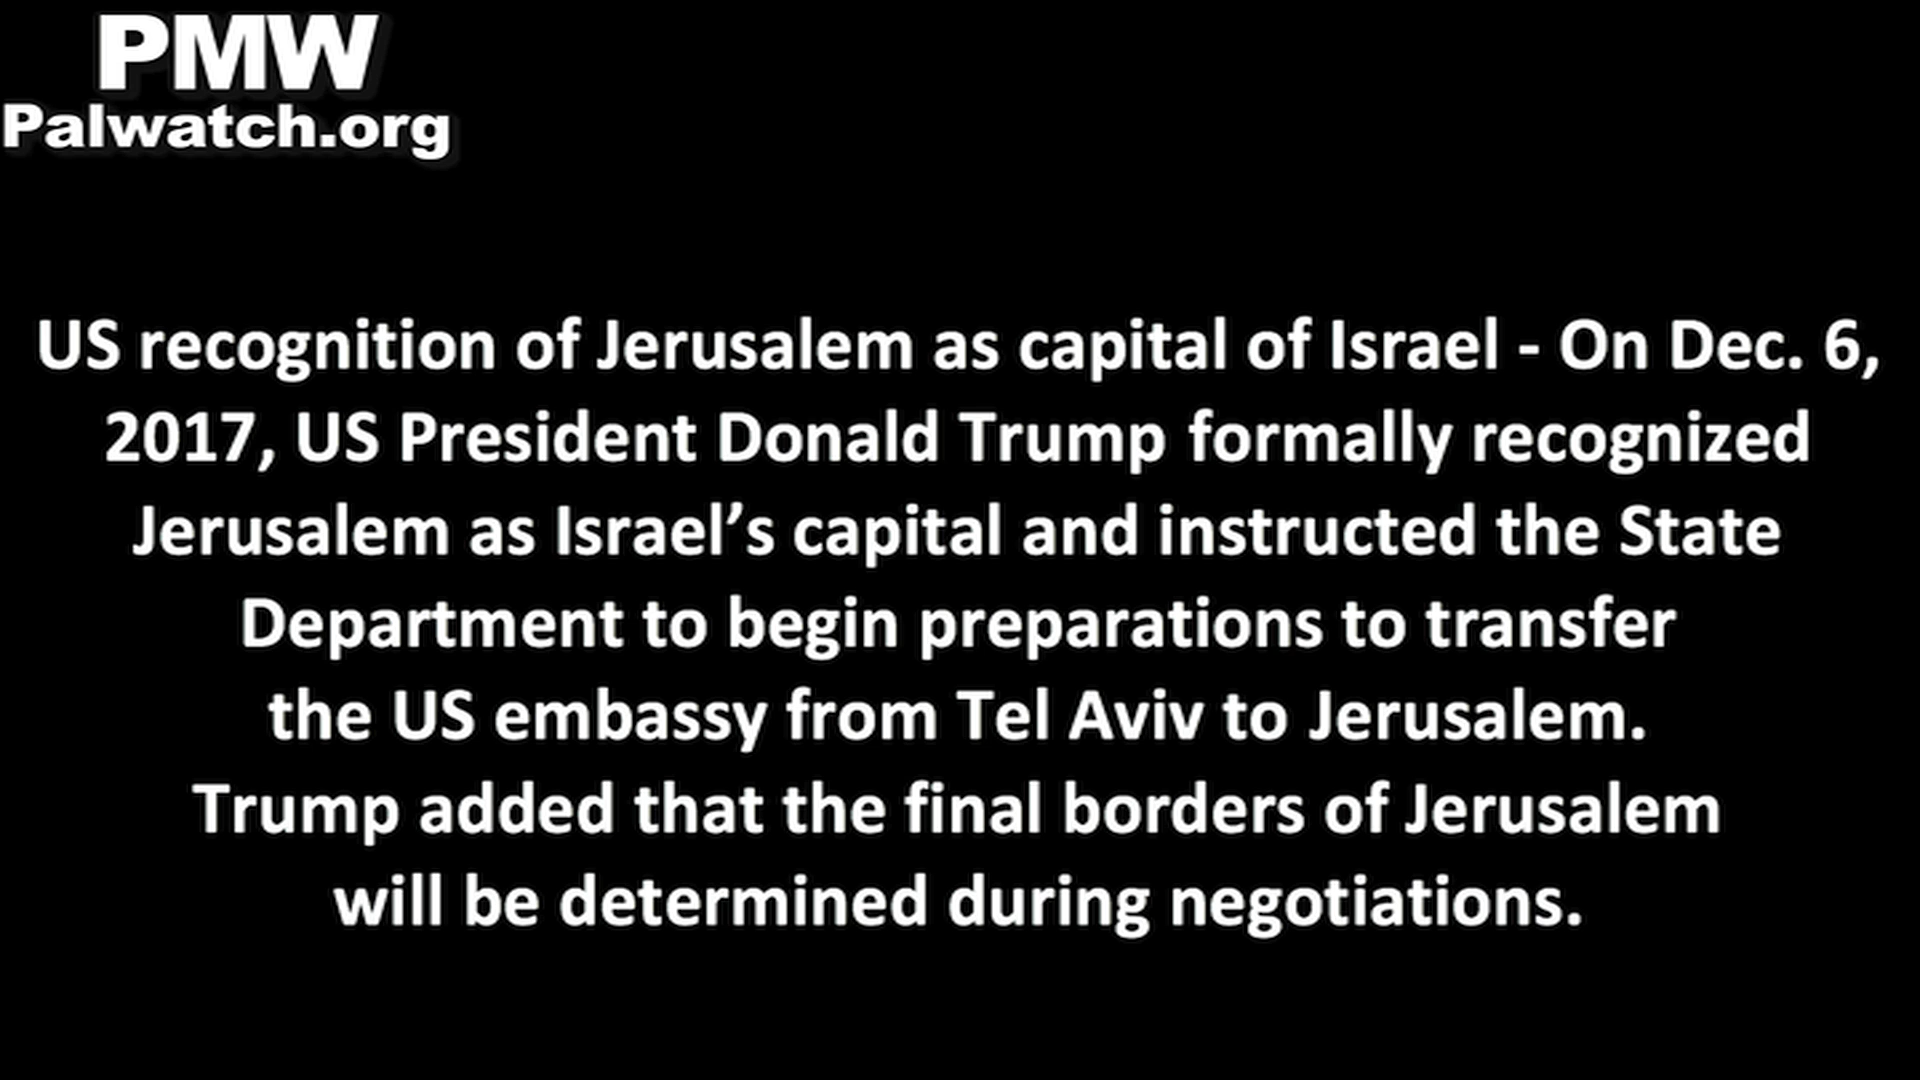 PMW
Palwatch.org
US recognition of Jerusalem as capital of Israel - On Dec. 6,
2017, US President Donald Trump formally recognized
Jerusalem as Israel’s capital and instructed the State
Department to begin preparations to transfer
the US embassy from Tel Aviv to Jerusalem.
Trump added that the final borders of Jerusalem
will be determined during negotiations.